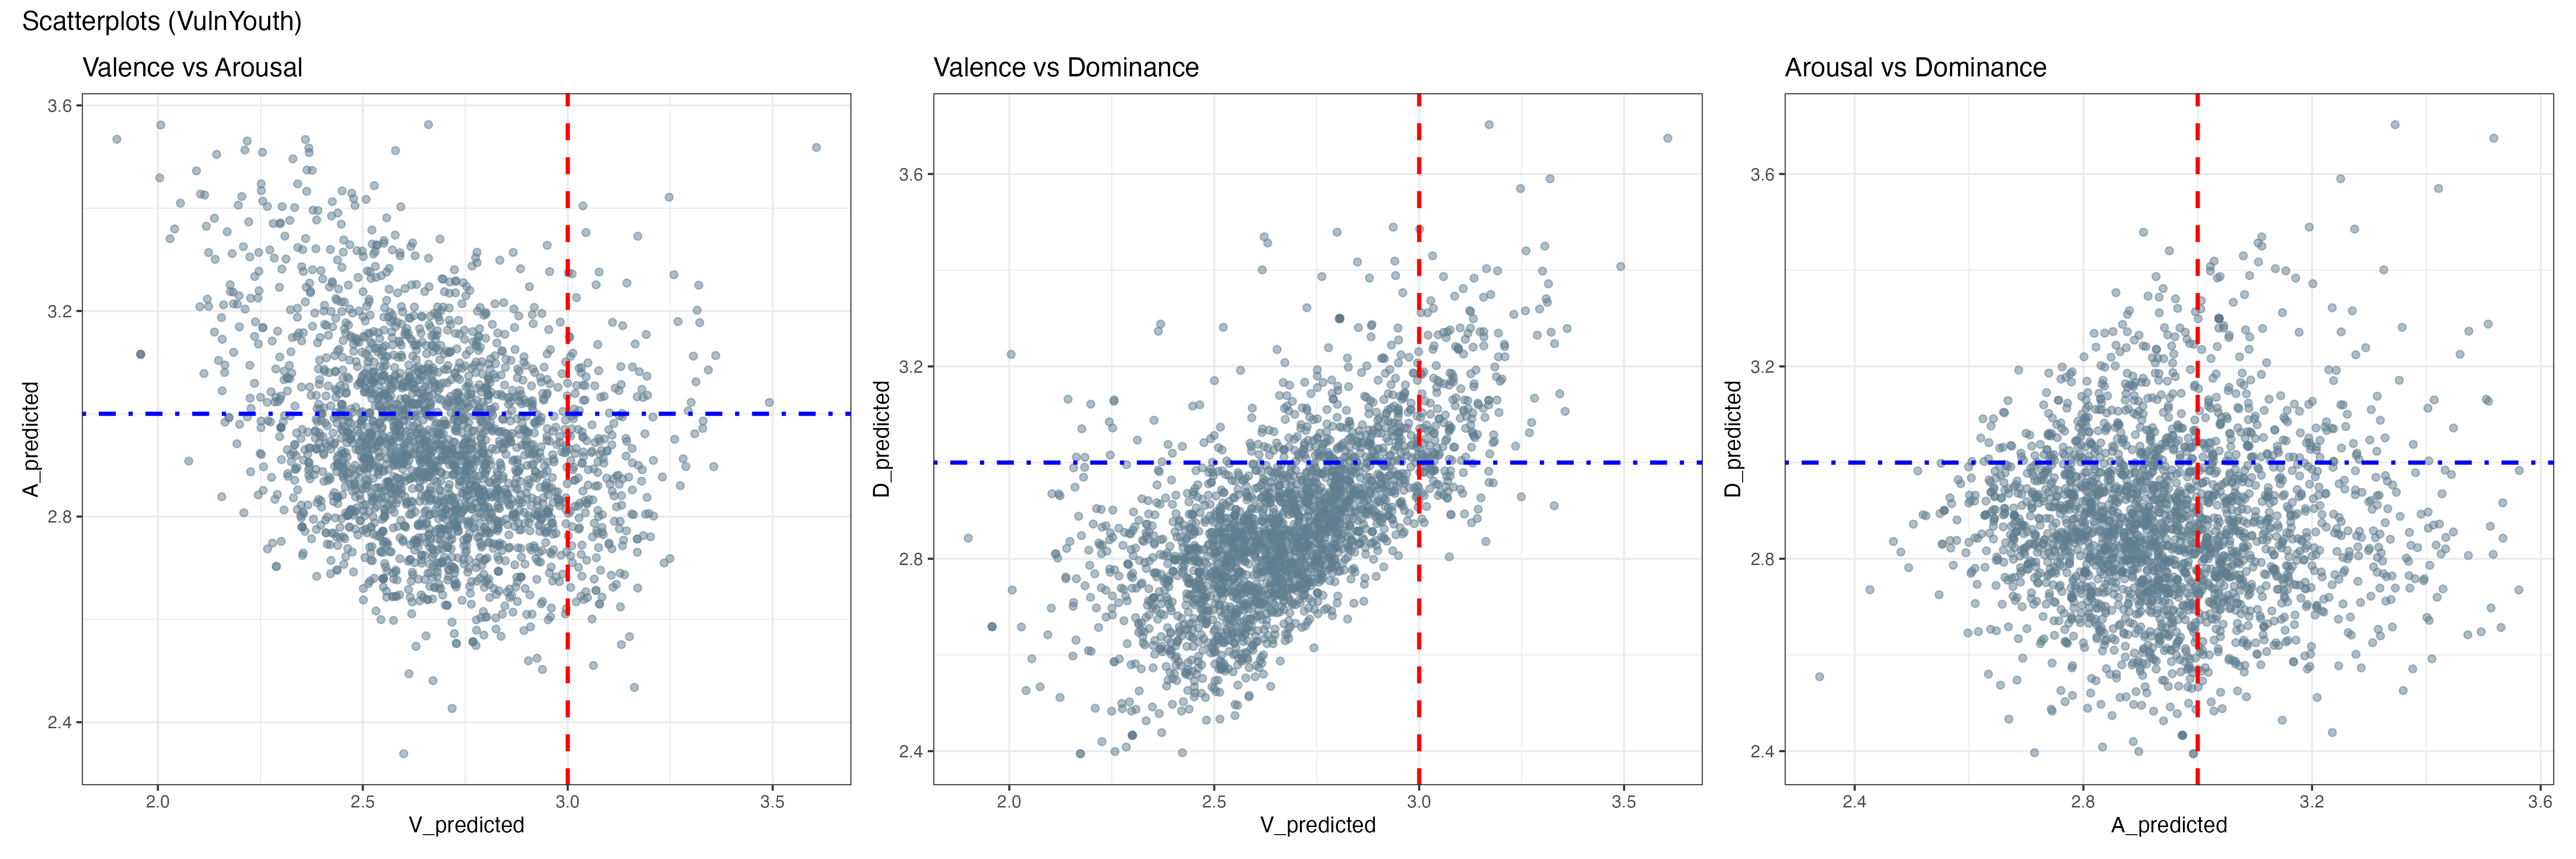 Scatterplots (VulnYouth)
Valence vs Arousal
3.6
3.2
2.8
2.4
A_predicted
2.0
2.5
3.0
3.5
V_predicted
Valence vs Dominance
3.6
3.2
2.8
2.4
D_predicted
2.0
2.5
3.0
3.5
V_predicted
Arousal vs Dominance
3.6
3.2
2.8
2.4
D_predicted
2.4
2.8
3.2
3.6
A_predicted